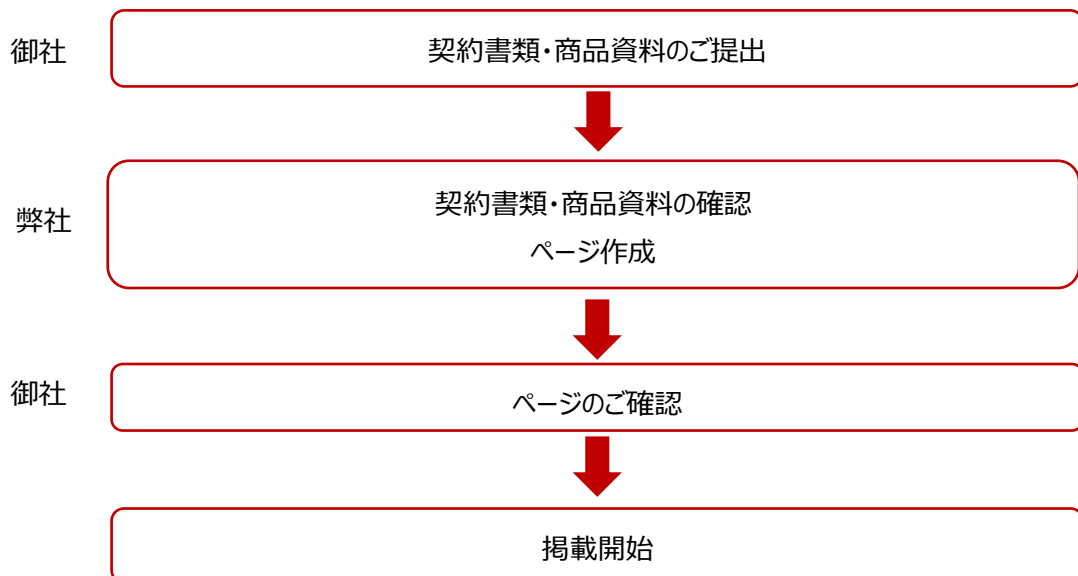 御社
契約書類・商品資料のご提出
弊社
契約書類・商品資料の確認
ページ作成
御社
ページのご確認
掲載開始